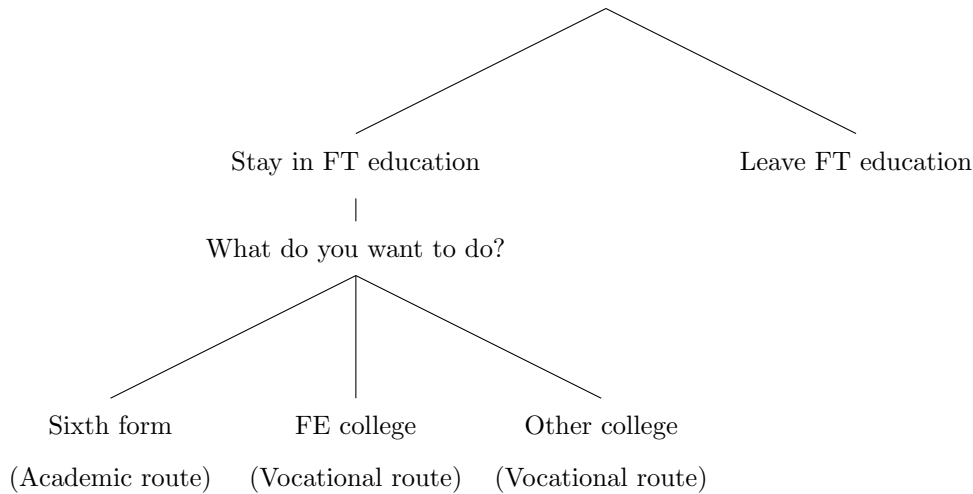 Stay in FT education
Leave FT education
What do you want to do?
Sixth form
FE college
Other college
(Academic route)
(Vocational route)
(Vocational route)